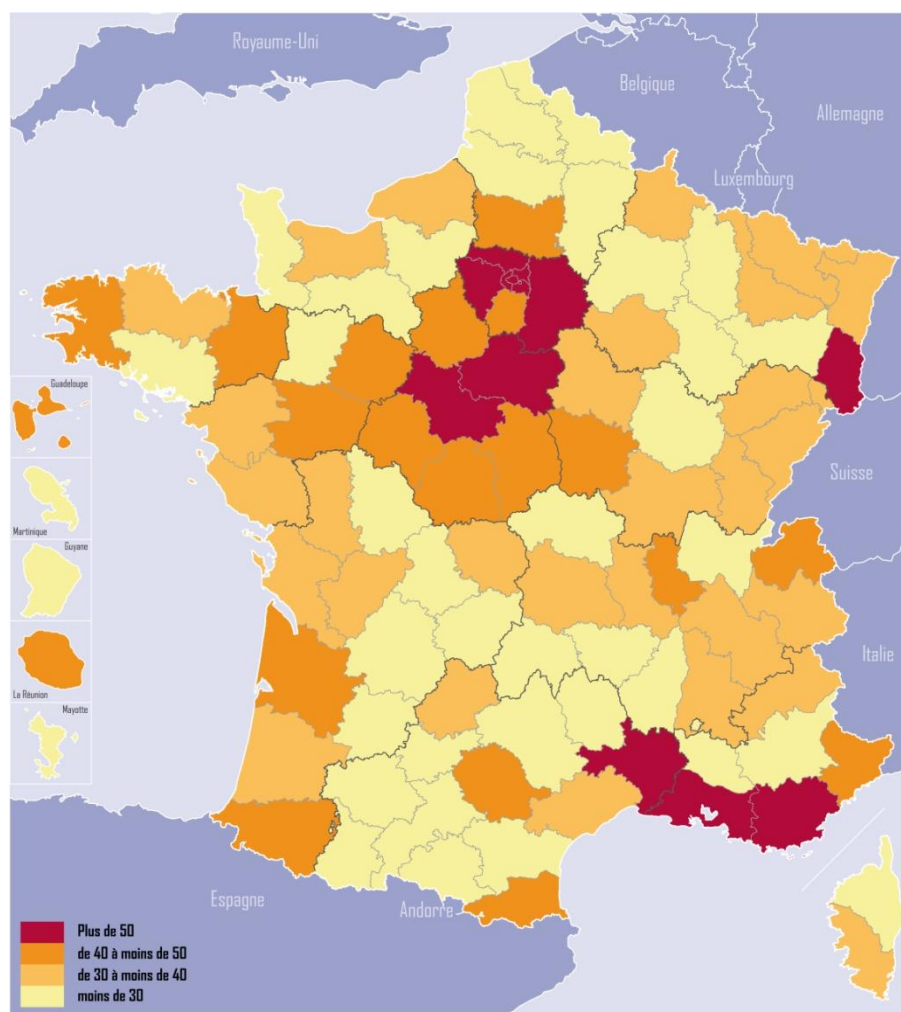 Royaume-Uni
Belgique
Allemagne
Luxembourg
Guadeloupe
Suisse
Martinique
Guyane
Italie
La Réunion
Mayotte
Espagne
Andorre
Plus de 50
de 40 à moins de 50
de 30 à moins de 40
moins de 30